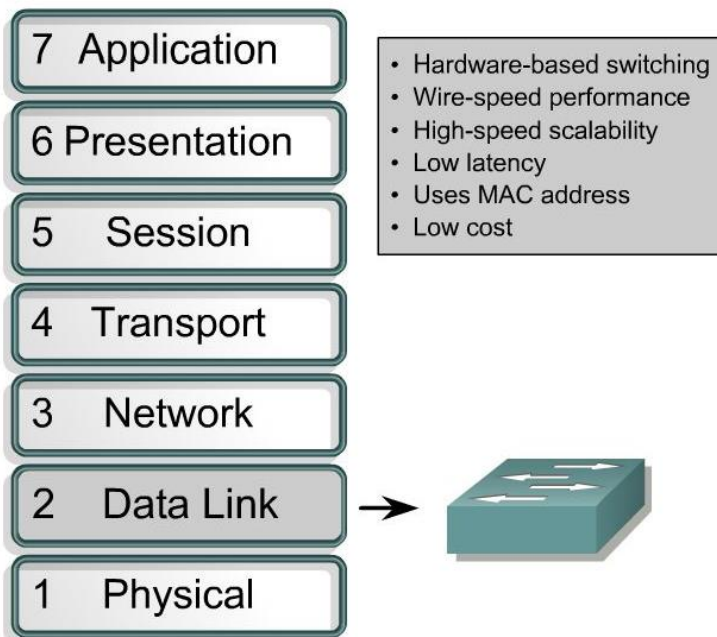 7 Application
6 Presentation
5 Session
4 Transport
3 Network
2 Data Link
1 Physical
• Hardware-based switching
• Wire-speed performance
• High-speed scalability
• Low latency
• Uses MAC address
• Low cost